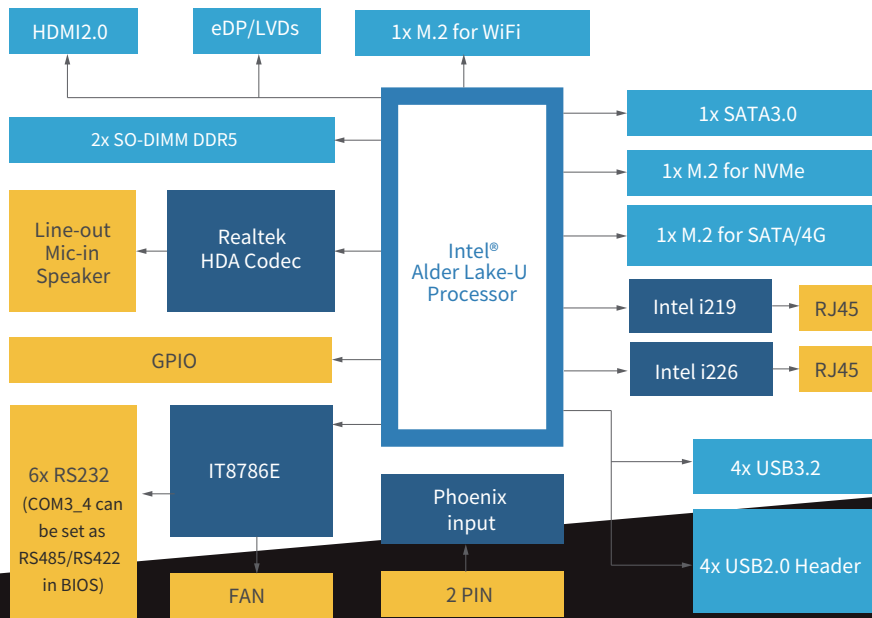 HDMI2.0
eDP/LVDs
1x M.2 for WiFi
2x SO-DIMM DDR5
1x SATA3.0
1x M.2 for NVMe
1x M.2 for SATA/4G
Line-out
Mic-in
Speaker
Realtek
HDA Codec
Intel®
Alder Lake-U
Processor
Intel i219
RJ45
GPIO
Intel i226
RJ45
6x RS232
(COM3_4 can
be set as
RS485/RS422
in BIOS)
IT8786E
Phoenix
input
4x USB3.2
4x USB2.0 Header
FAN
2 PIN